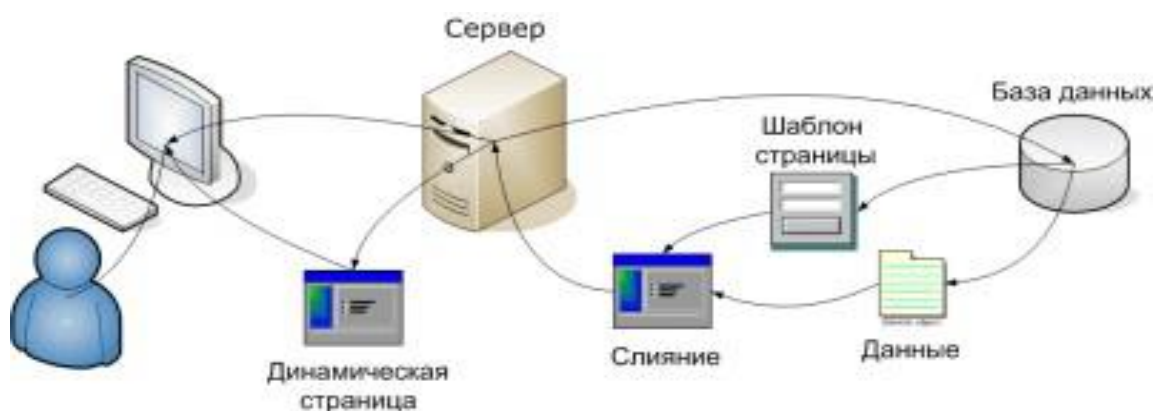 Сервер
База данных
Шаблон
страницы
Слияние
Данные
Динамическая
страница